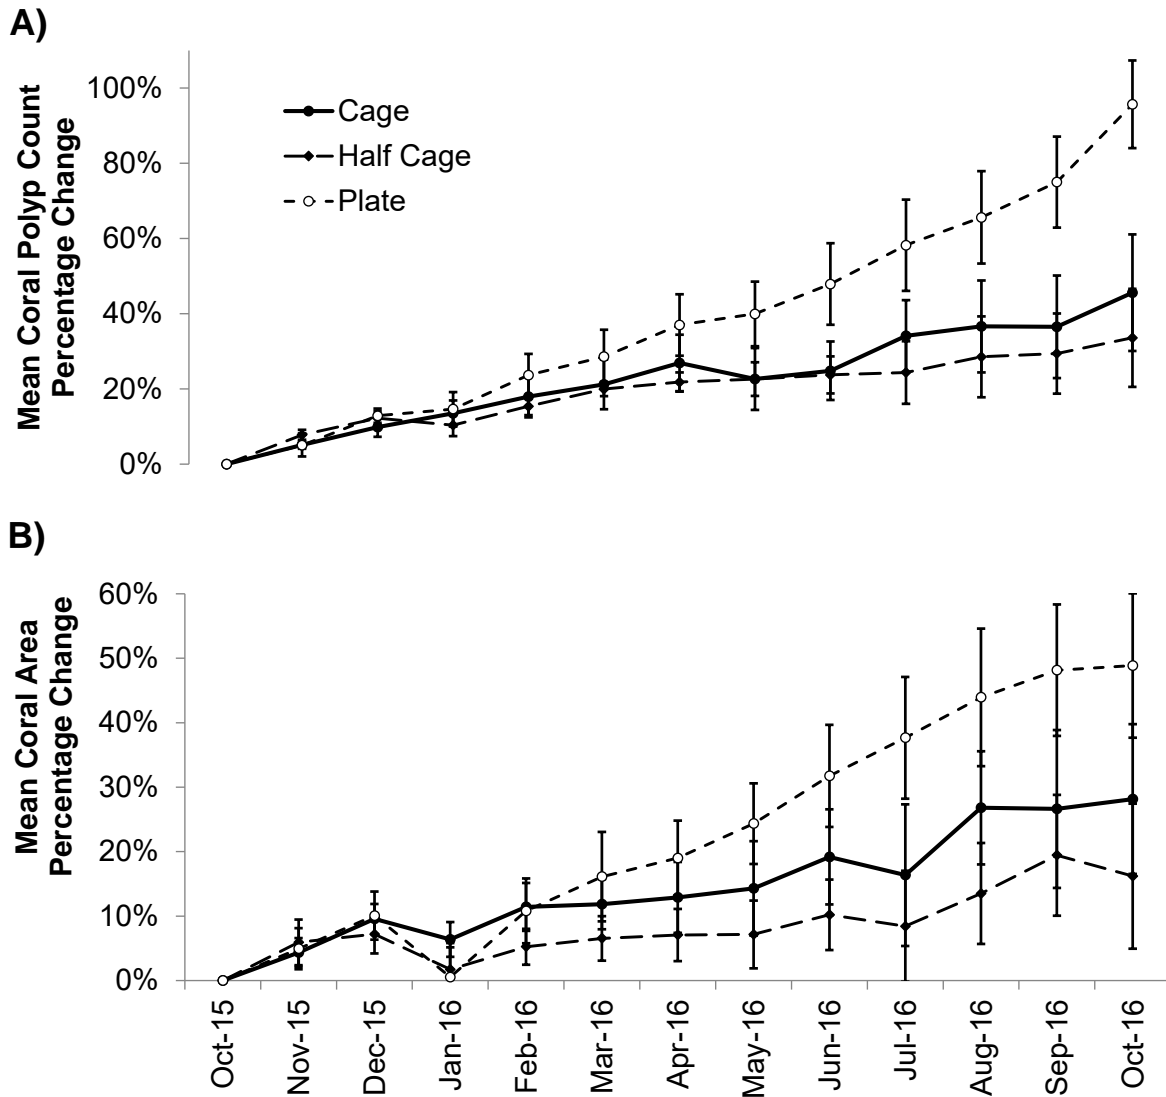 A)
Mean Coral Polyp Count
Percentage Change
100%
80%
60%
40%
20%
0%
Cage
Half Cage
Plate
B)
Mean Coral Area
Percentage Change
60%
50%
40%
30%
20%
10%
0%
Oct-15
Nov-15
Dec-15
Jan-16
Feb-16
Mar-16
Apr-16
May-16
Jun-16
Jul-16
Aug-16
Sep-16
Oct-16